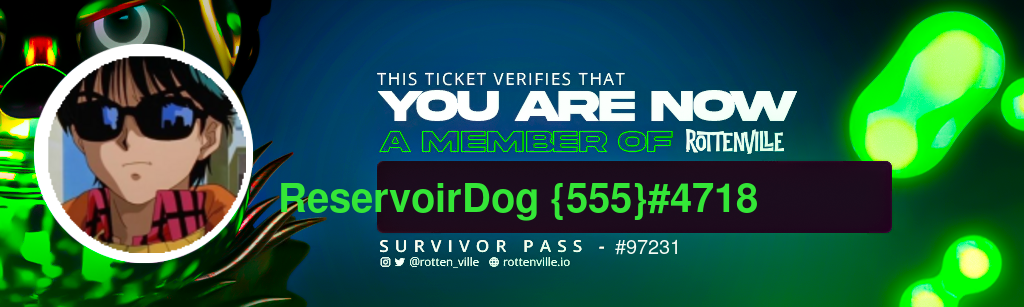 THIS TICKET VERIFIES THAT
YOU ARE NOW
A MEMBER OF ROTTENVILLE
ReservoirDog {555}#4718
SURVIVOR PASS - #97231
@rotten_ville rottenville.io